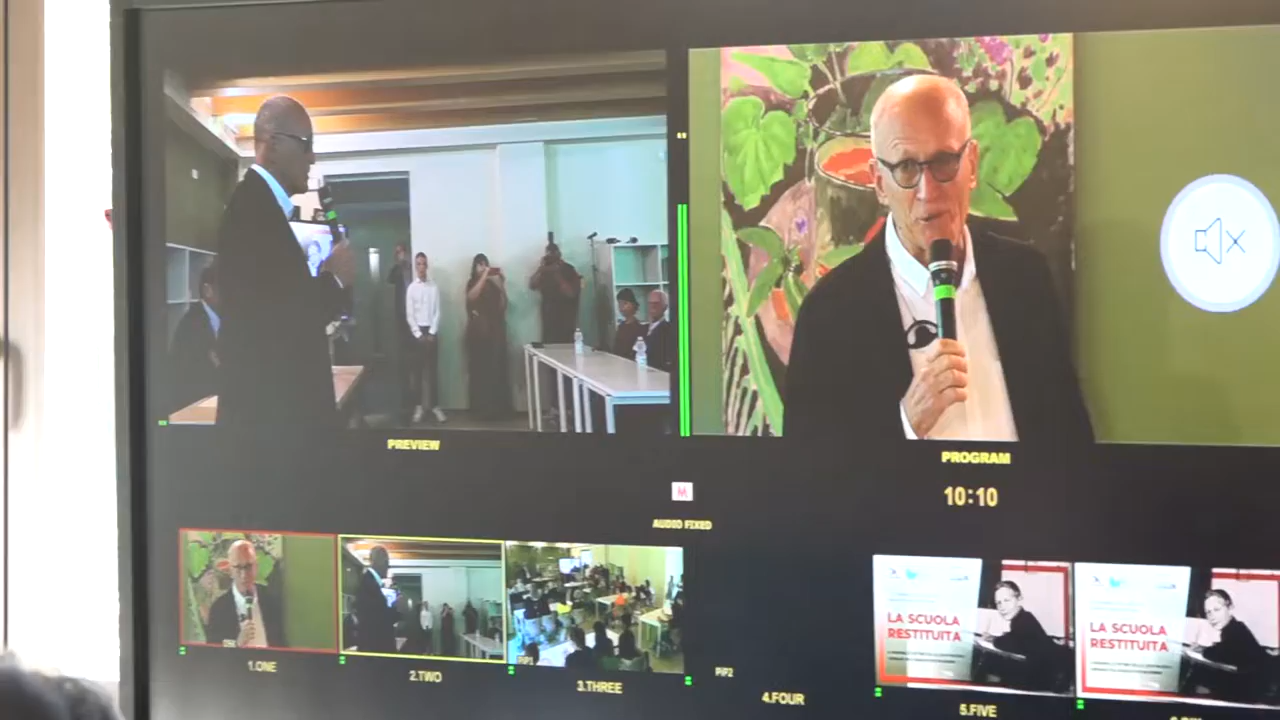 PREVIEW
PROGRAM
10:10
M
AUDIO FIXED
LA SCUOLA
RESTITUITA
LA SCUOLA
RESTITUITA
PiP1
PiP2
1.ONE
2.TWO
3.THREE
4.FOUR
5.FIVE